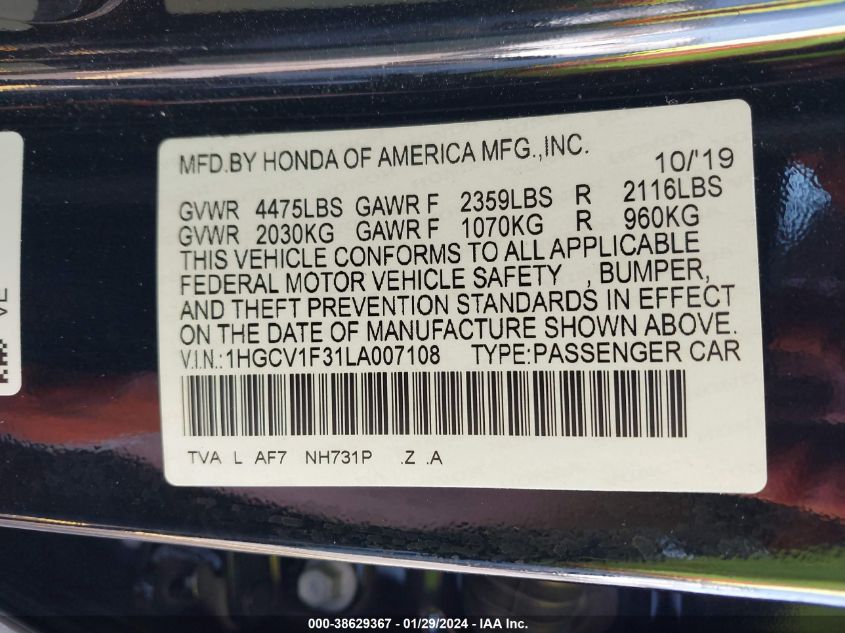 MFD.BY HONDA OF AMERICA MFG.,INC. 10/'19
GVWR 4475LBS GAWR F 2359LBS R 2116LBS
GVWR 2030KG GAWR F 1070KG R 960KG
THIS VEHICLE CONFORMS TO ALL APPLICABLE
FEDERAL MOTOR VEHICLE SAFETY , BUMPER,
AND THEFT PREVENTION STANDARDS IN EFFECT
ON THE DATE OF MANUFACTURE SHOWN ABOVE.
V.I.N.: 1HGCV1F31LA007108 TYPE:PASSENGER CAR
TVA L AF7 NH731P .Z .A
000-38629367 - 01/29/2024 - IAA Inc.